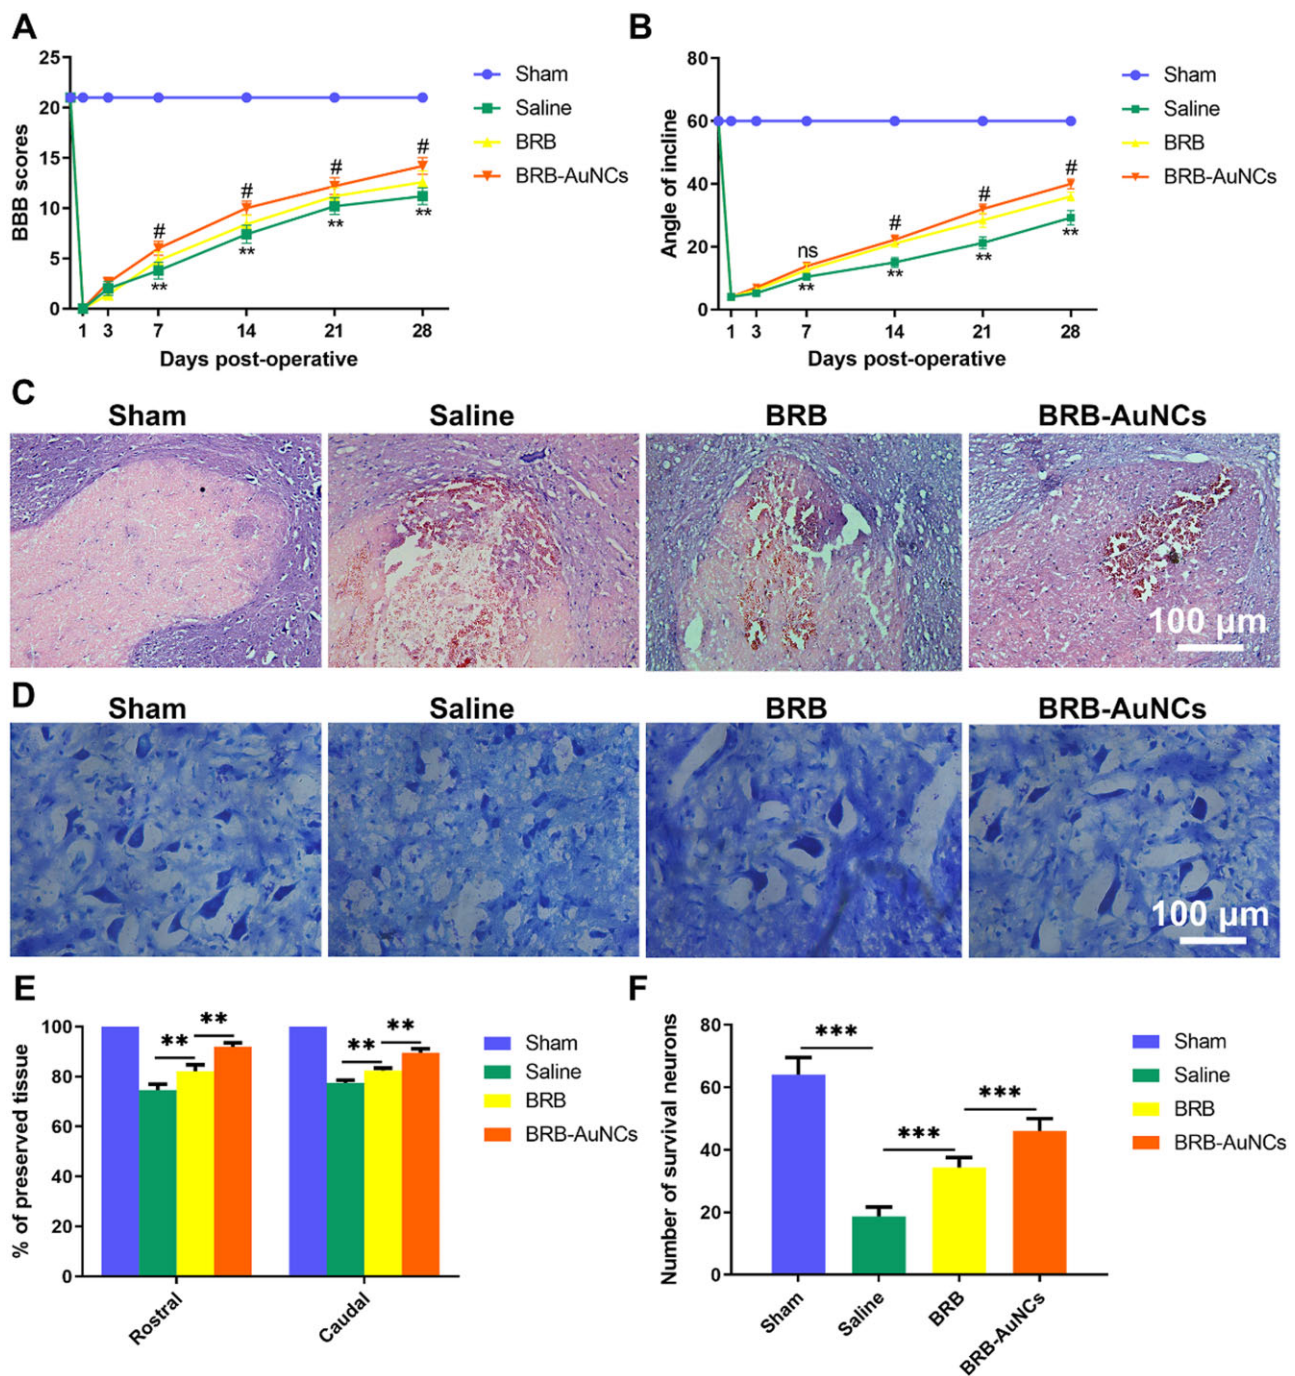 A
BBB scores
25
20
15
10
5
0
1 3 7 14 21 28
Days post-operative
# # # # 
** ** ** **
Sham
Saline
BRB
BRB-AuNCs
B
Angle of incline
80
60
40
20
0
1 3 7 14 21 28
Days post-operative
ns # # #
** ** ** **
Sham
Saline
BRB
BRB-AuNCs
C
Sham Saline BRB BRB-AuNCs
100 μm
D
Sham Saline BRB BRB-AuNCs
100 μm
E
% of preserved tissue
100
80
60
40
20
0
** ** ** **
Rostral Caudal
Sham
Saline
BRB
BRB-AuNCs
F
Number of survival neurons
80
60
40
20
0
*** *** ***
Sham Saline BRB BRB-AuNCs
Sham
Saline
BRB
BRB-AuNCs